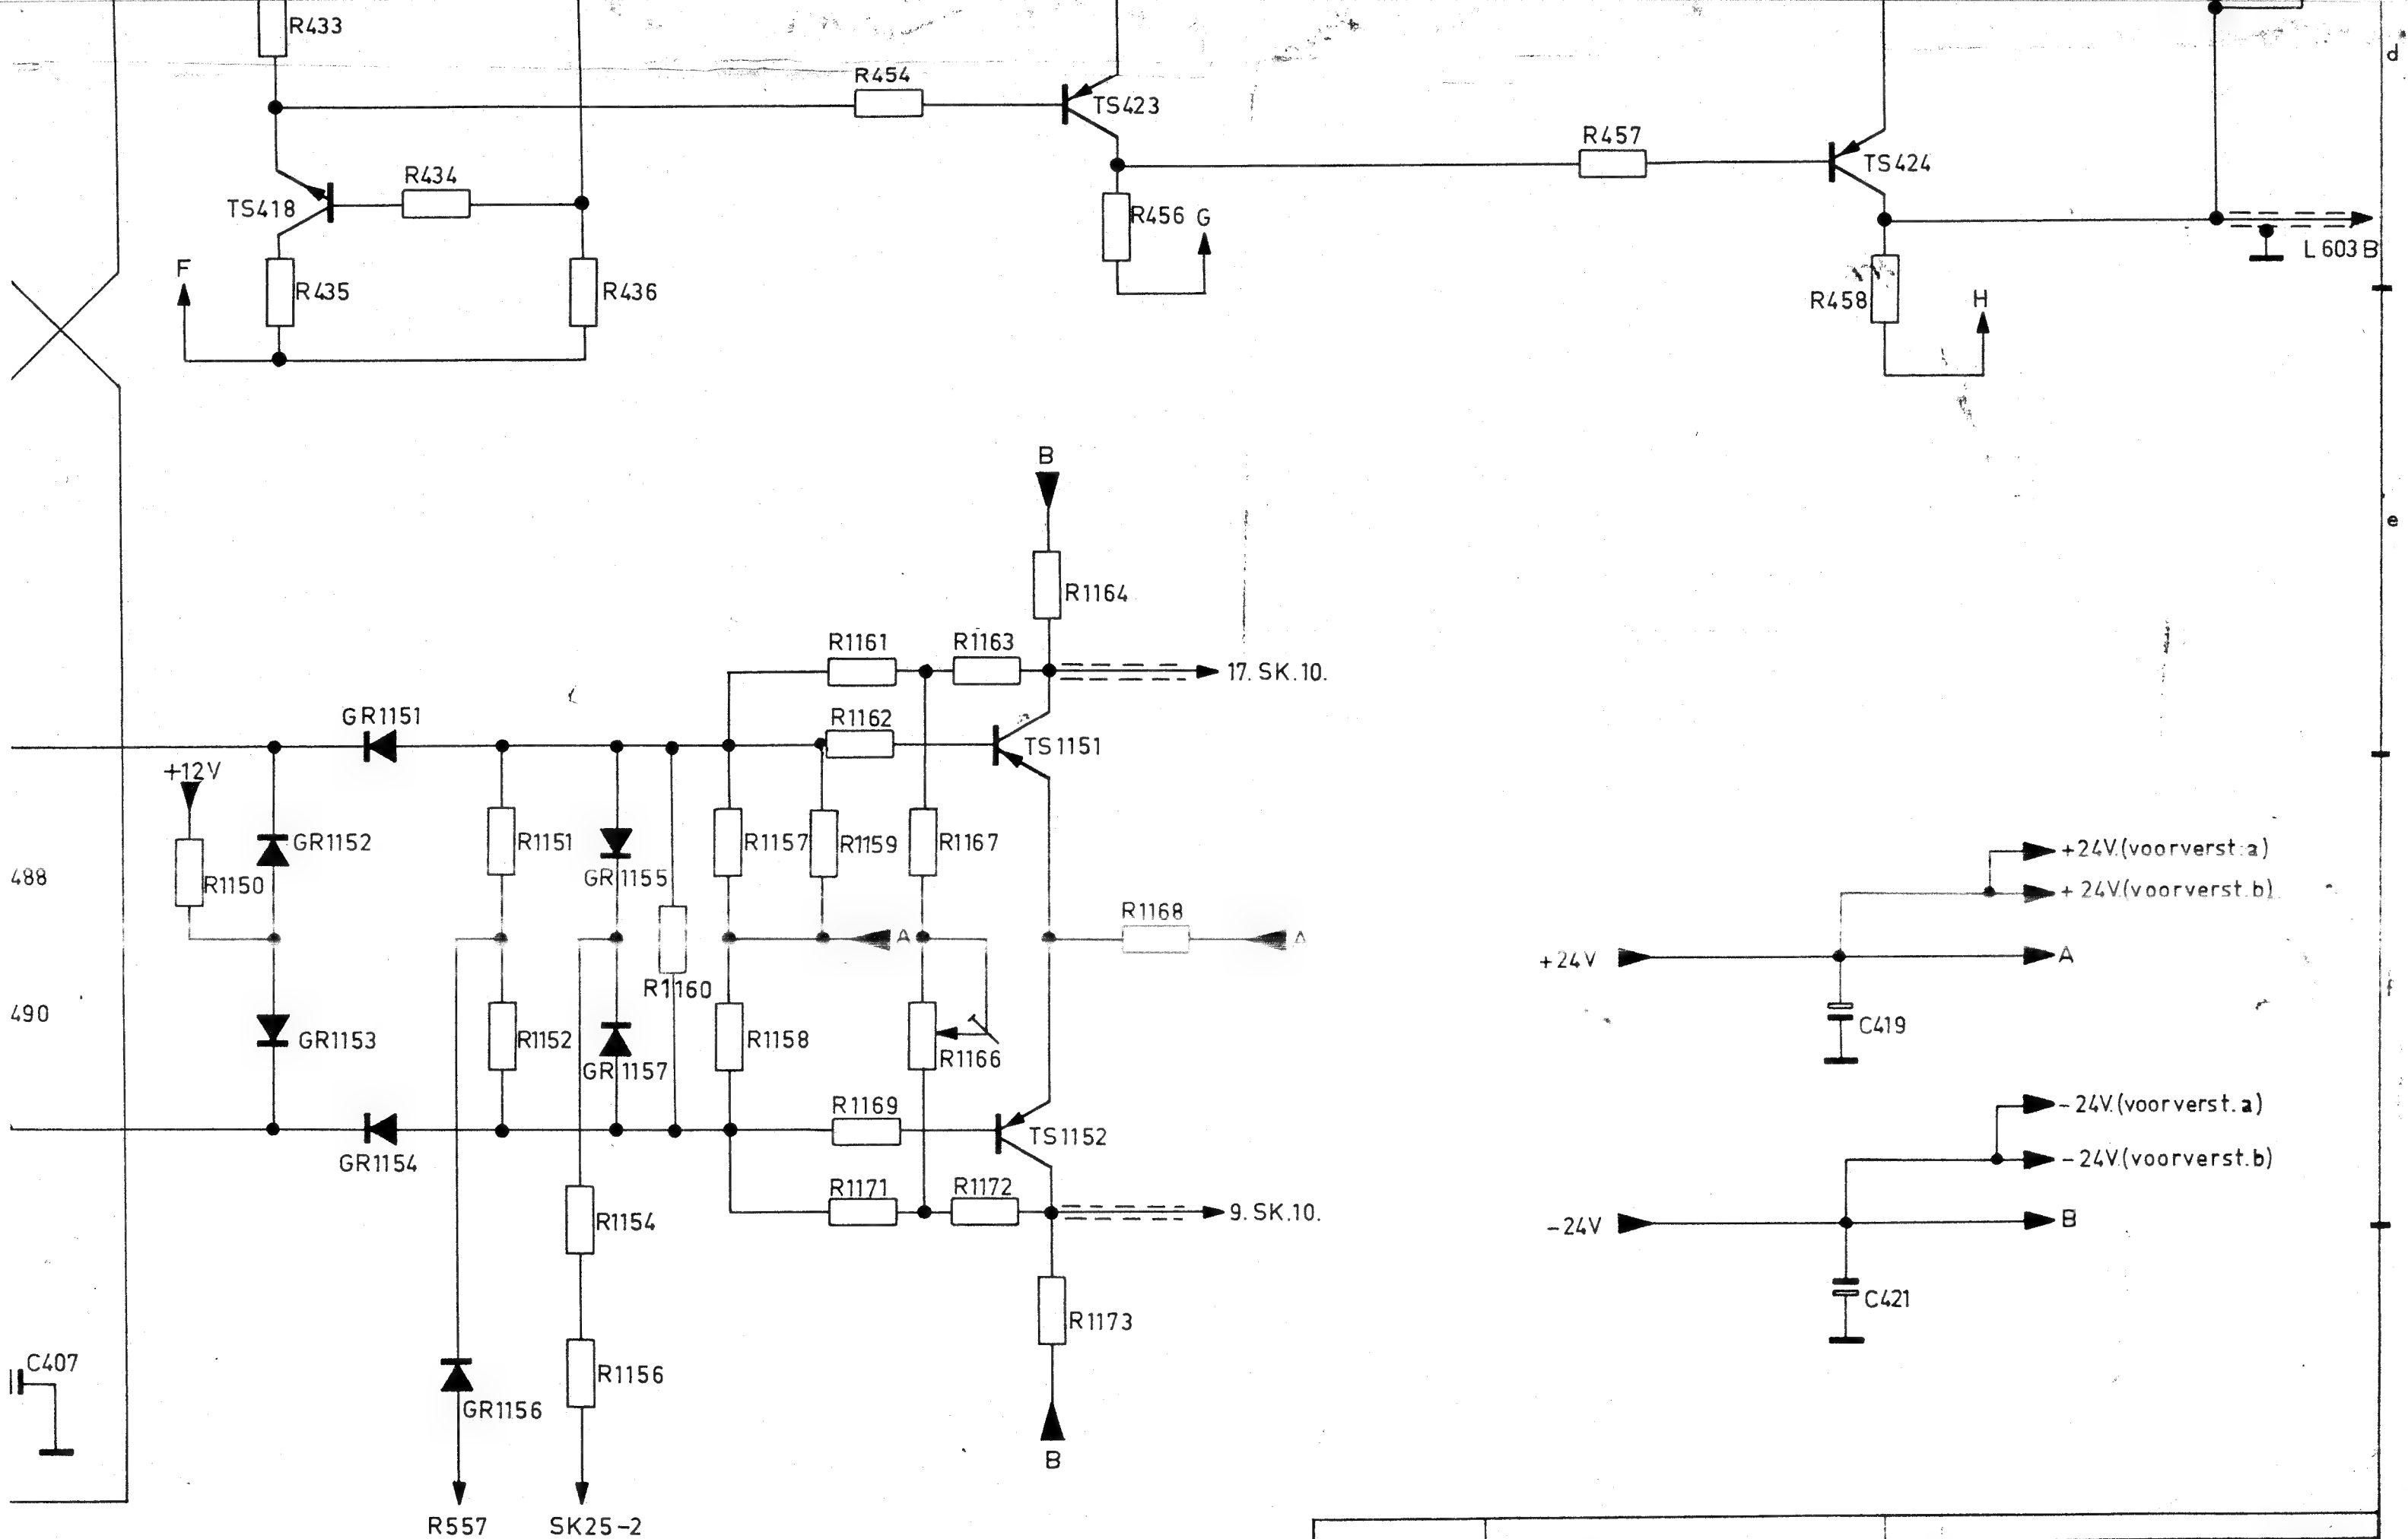 R433
d
R454
TS423
R457
TS424
R434
TS418
R456 G
L603B
F
R435
R436
R458
H
B
e
R1164
R1161
R1163
17. SK.10.
GR1151
R1162
TS1151
+12V
GR1152
R1151
R1157
R1159
R1167
+24V.(voorverst.a)
488
R1150
GR1155
+24V.(voorverst.b)
R1168
A
A
+24V
A
R1160
f
490
GR1153
R1152
R1158
C419
GR1157
R1166
R1169
-24V.(voorverst.a)
TS1152
GR1154
-24V.(voorverst.b)
R1171
R1172
R1154
9. SK.10.
-24V
B
C421
R1173
C407
R1156
GR1156
B
R557
SK25-2